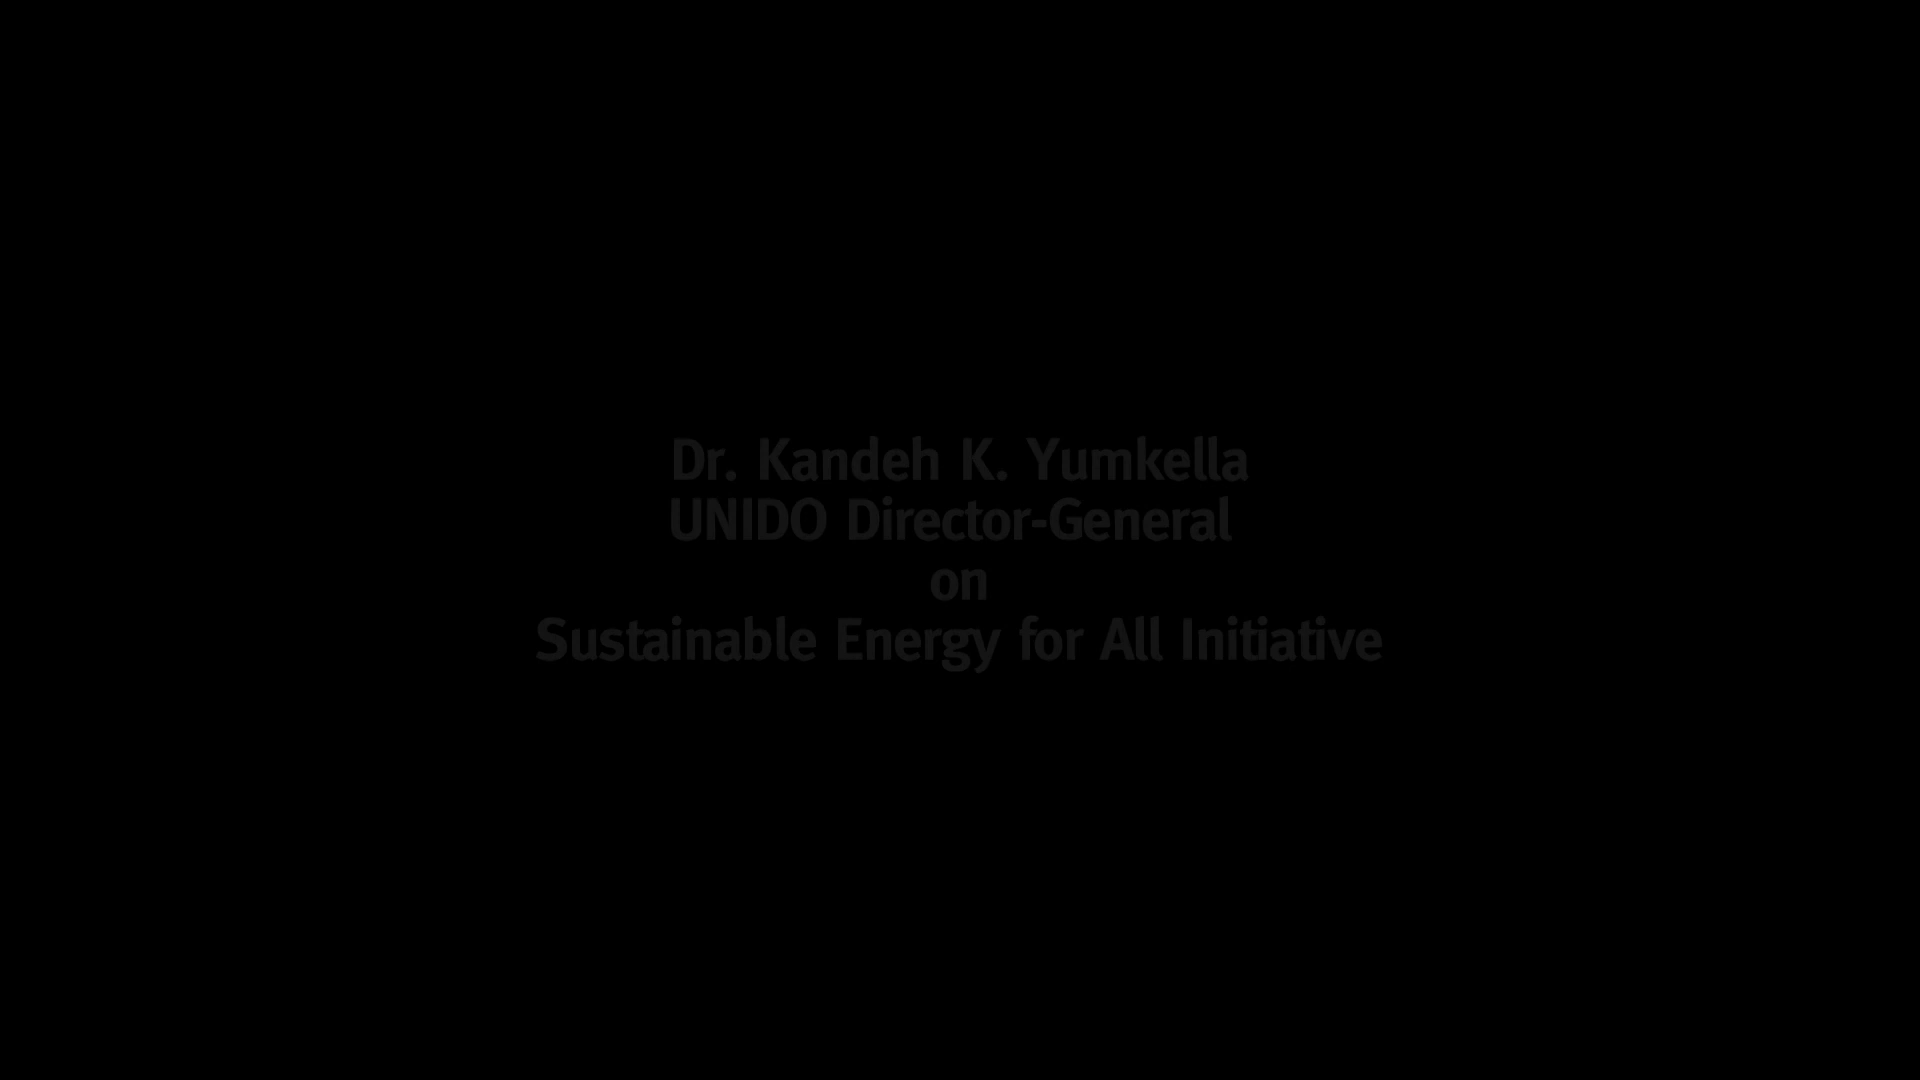 Dr. Kandeh K. Yumkella
UNIDO Director-General
on
Sustainable Energy for All Initiative